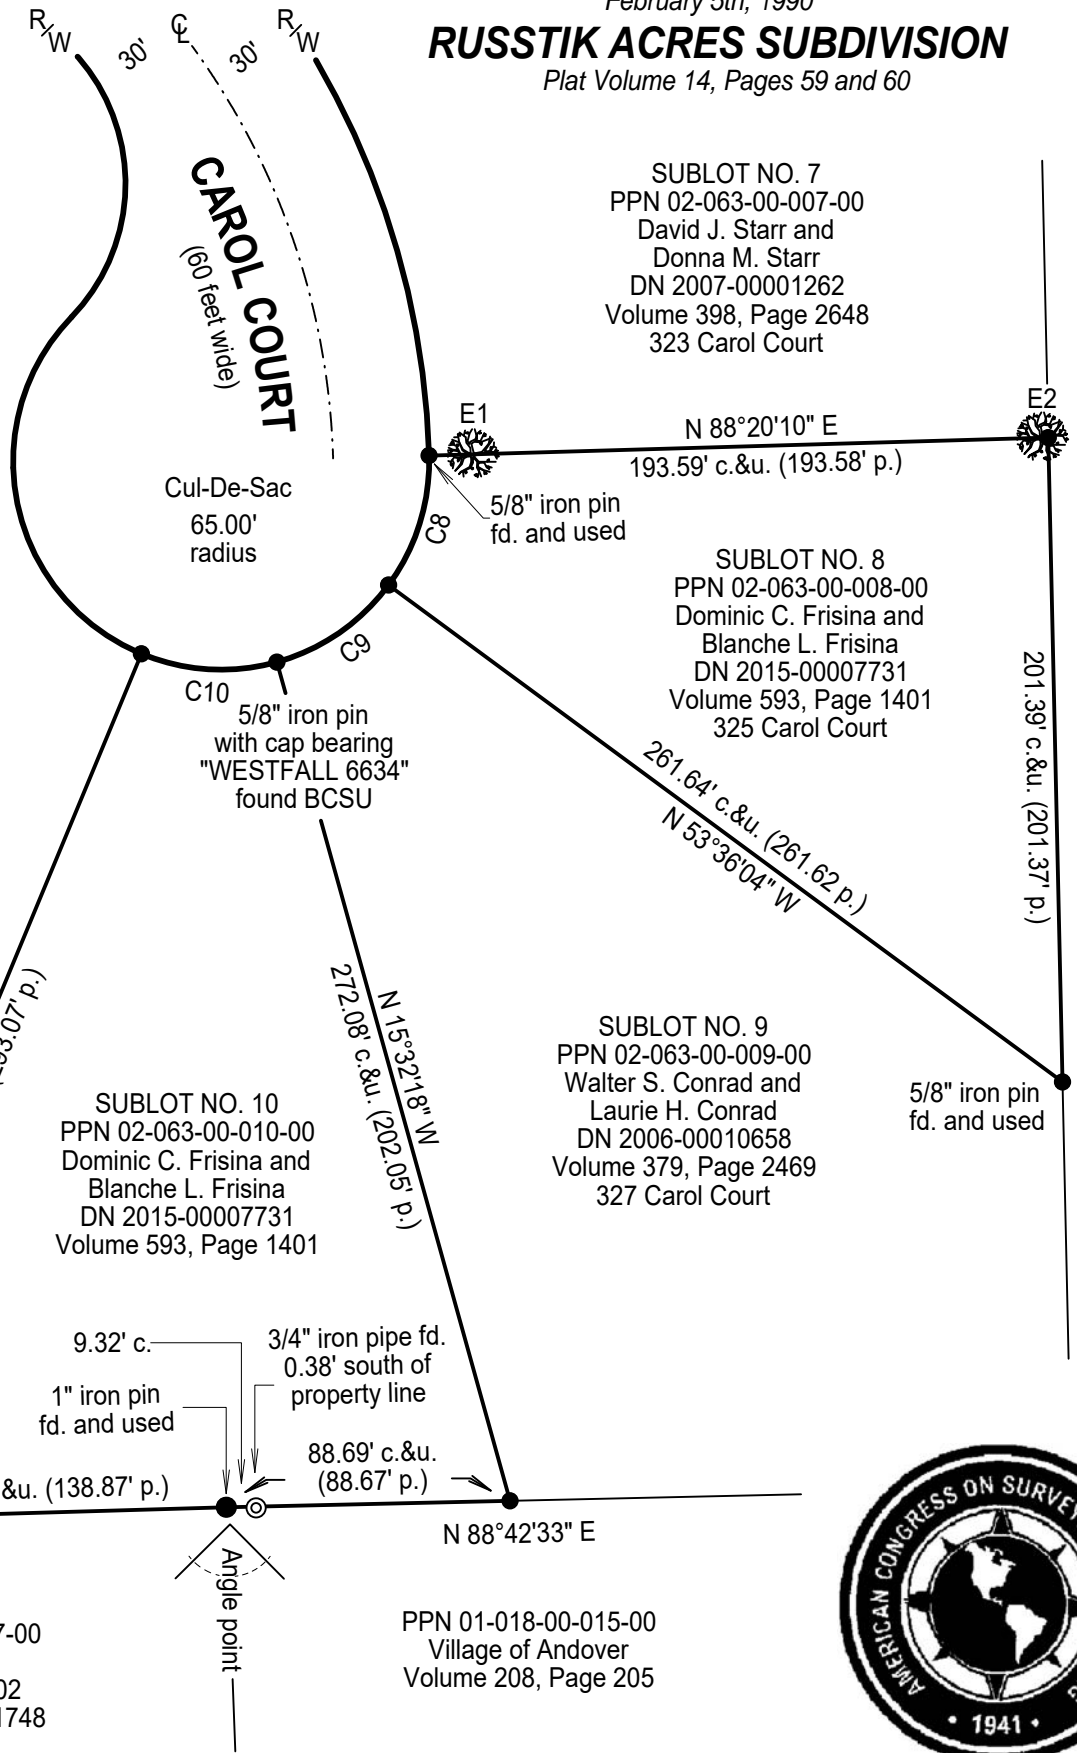 February 5th, 1990
RUSSTIK ACRES SUBDIVISION
Plat Volume 14, Pages 59 and 60
R/W
30'
℄
30'
R/W
CAROL COURT
(60 feet wide)
SUBLOT NO. 7
PPN 02-063-00-007-00
David J. Starr and
Donna M. Starr
DN 2007-00001262
Volume 398, Page 2648
323 Carol Court
E1
E2
N 88°20'10" E
193.59' c.&u. (193.58' p.)
Cul-De-Sac
65.00'
radius
5/8" iron pin
fd. and used
C8
C9
C10
SUBLOT NO. 8
PPN 02-063-00-008-00
Dominic C. Frisina and
Blanche L. Frisina
DN 2015-00007731
Volume 593, Page 1401
325 Carol Court
201.39' c.&u. (201.37' p.)
5/8" iron pin
with cap bearing
"WESTFALL 6634"
found BCSU
261.64' c.&u. (261.62 p.)
N 53°36'04" W
N 15°32'18" W
272.08' c.&u. (202.05' p.)
93.07' p.)
SUBLOT NO. 9
PPN 02-063-00-009-00
Walter S. Conrad and
Laurie H. Conrad
DN 2006-00010658
Volume 379, Page 2469
327 Carol Court
5/8" iron pin
fd. and used
SUBLOT NO. 10
PPN 02-063-00-010-00
Dominic C. Frisina and
Blanche L. Frisina
DN 2015-00007731
Volume 593, Page 1401
9.32' c.
3/4" iron pipe fd.
0.38' south of
property line
1" iron pin
fd. and used
88.69' c.&u.
(88.67' p.)
&u. (138.87' p.)
N 88°42'33" E
Angle point
PPN 01-018-00-015-00
Village of Andover
Volume 208, Page 205
7-00
02
1748
AMERICAN CONGRESS ON SURVEY
• 1941 •